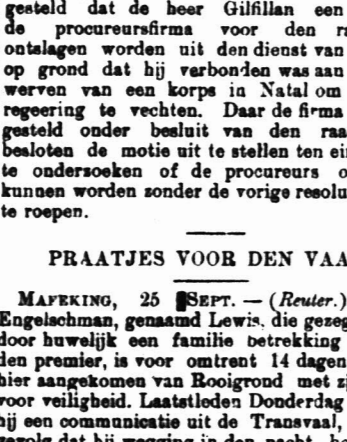 gesteld dat de heer Gilfillan een
de procureursfirma voor den
ontslagen worden uit den dienst van
op grond dat hij verbonden was aan
werven van een korps in Natal om
regeering te vechten. Daar de firma
gesteld onder besluit van den raa
besloten de motie uit te stellen ten ei
te ondersoeken of de procureurs o
kunnen worden zonder de vorige resolu
te roepen.
PRAATJES VOOR DEN VAA
MAFEKING, 25 SEPT. — (Reuter.)
Engelschman, genaamd Lewis, die gezeg
door huwelijk een familie betrekking
den premier, is voor omtrent 14 dagen
hier aangekomen van Rooigrond met z
voor veiligheid. Laatstleden Donderdag
hij een communicatie uit de Transvaal,